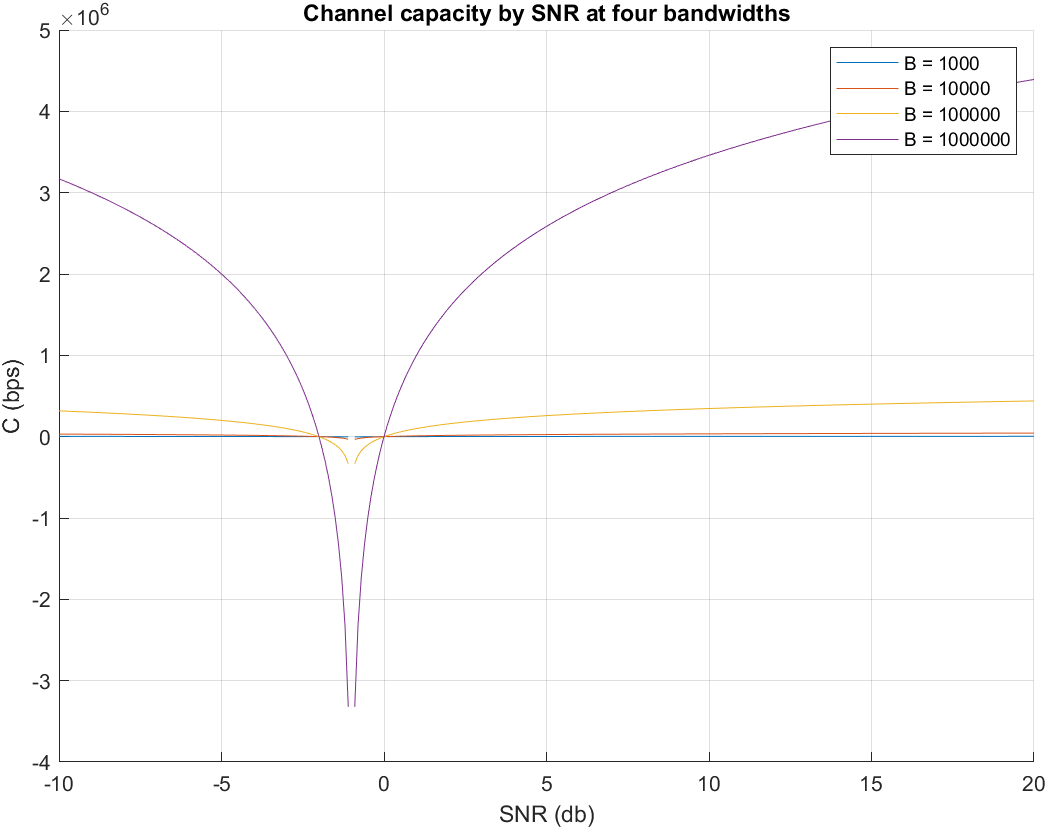 Channel capacity by SNR at four bandwidths
×10^6
5
4
3
2
1
0
-1
-2
-3
-4
C (bps)
B = 1000
B = 10000
B = 100000
B = 1000000
-10 -5 0 5 10 15 20
SNR (db)